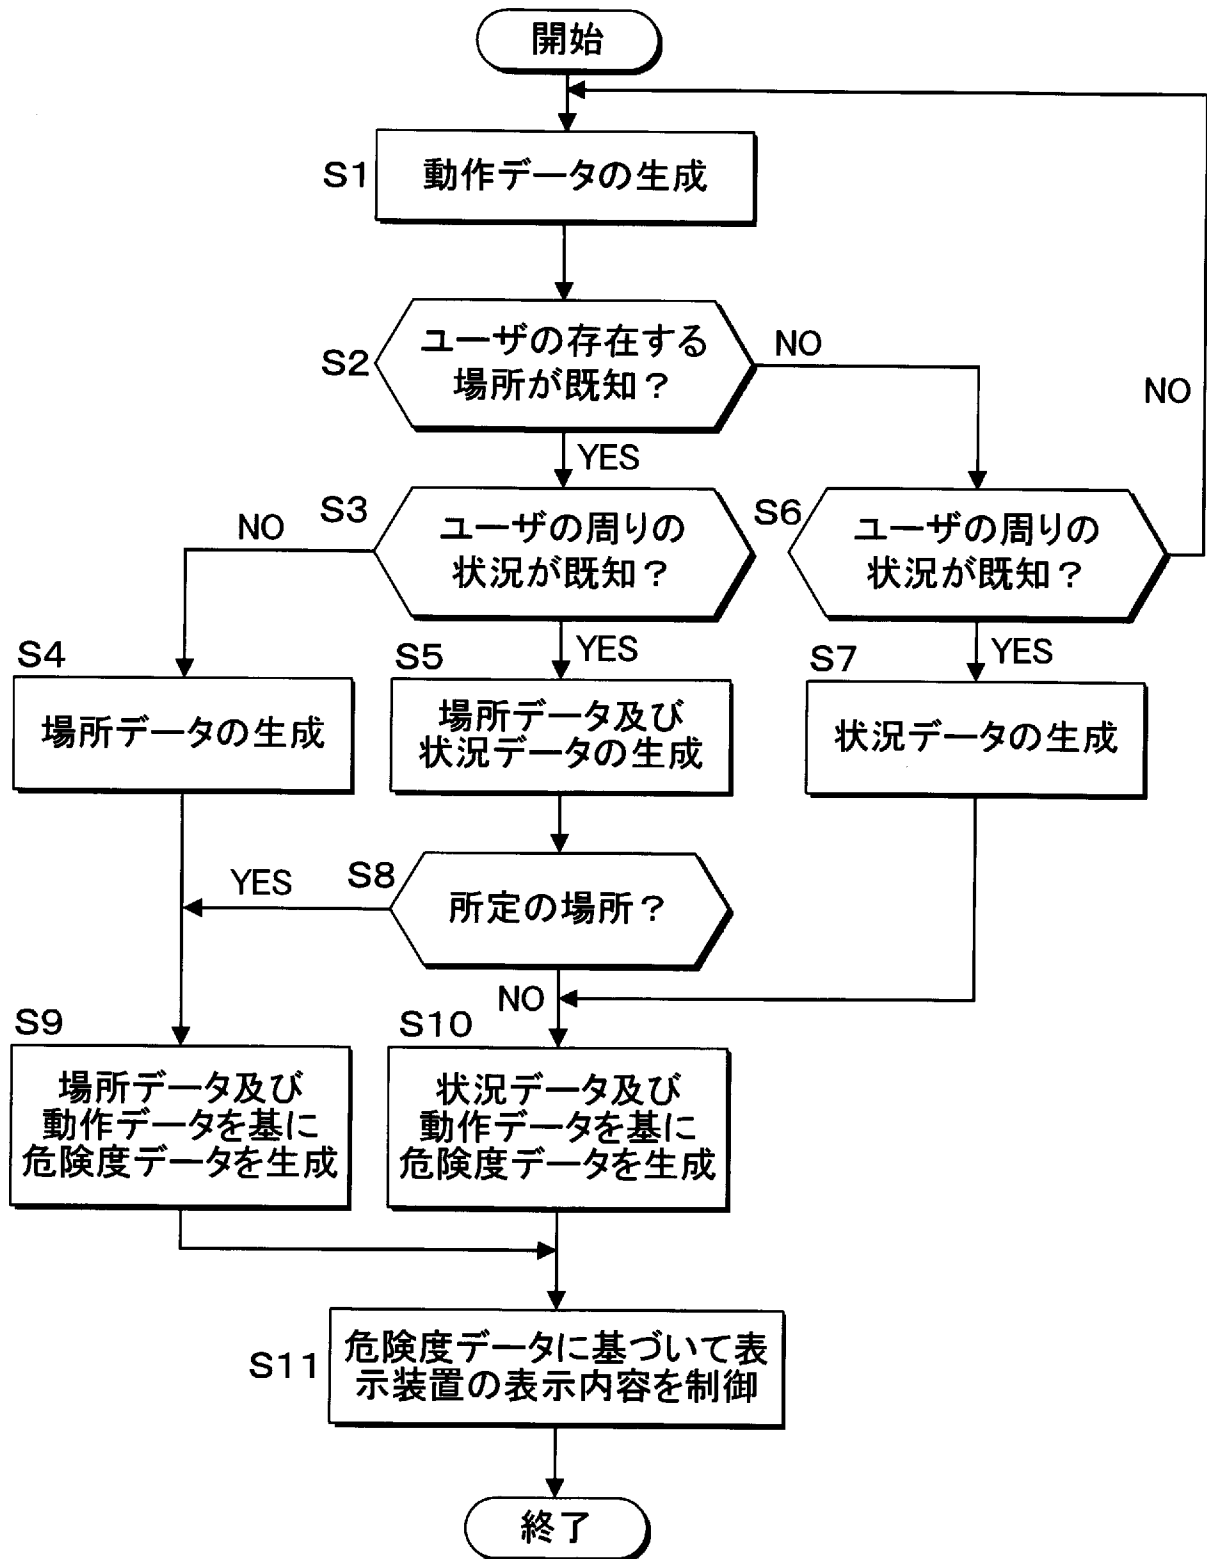 開始
S1
動作データの生成
S2
ユーザの存在する
場所が既知？
NO
NO
YES
S3
ユーザの周りの
状況が既知？
NO
S6
ユーザの周りの
状況が既知？
YES
YES
S4
場所データの生成
S5
場所データ及び
状況データの生成
S7
状況データの生成
S8
所定の場所？
YES
NO
S9
場所データ及び
動作データを基に
危険度データを生成
S10
状況データ及び
動作データを基に
危険度データを生成
S11
危険度データに基づいて表
示装置の表示内容を制御
終了